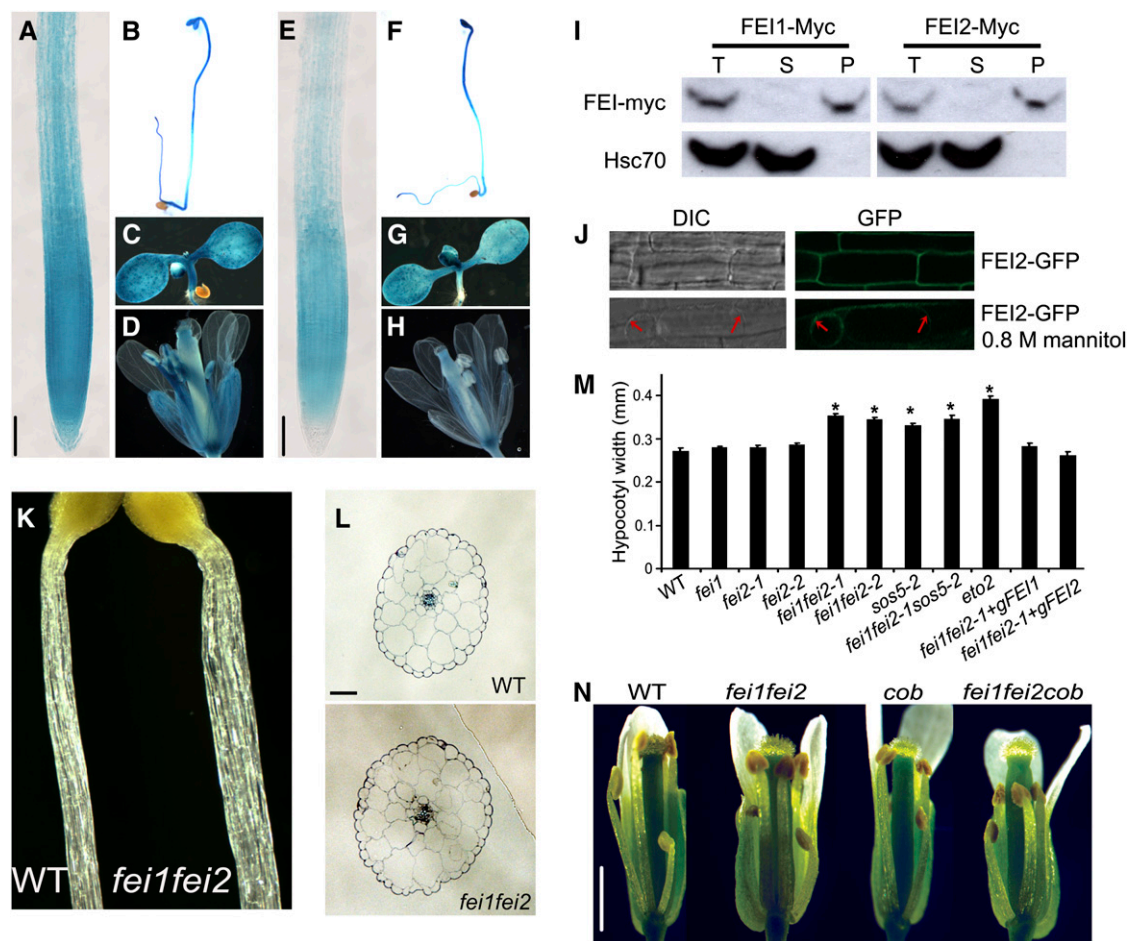 A
B
C
D
E
F
G
H
I
FEI1-Myc
FEI2-Myc
T S P T S P
FEI-myc
Hsc70
J
DIC
GFP
FEI2-GFP
FEI2-GFP
0.8 M mannitol
K
WT
fei1fei2
L
WT
fei1fei2
M
Hypocotyl width (mm)
0.4
0.3
0.2
0.1
0
* * * * *
WT
fei1
fei2-1
fei2-2
fei1fei2-1
fei1fei2-2
sos5-2
fei1fei2-1sos5-2
eto2
fei1fei2-1+gFEI1
fei1fei2-1+gFEI2
N
WT
fei1fei2
cob
fei1fei2cob